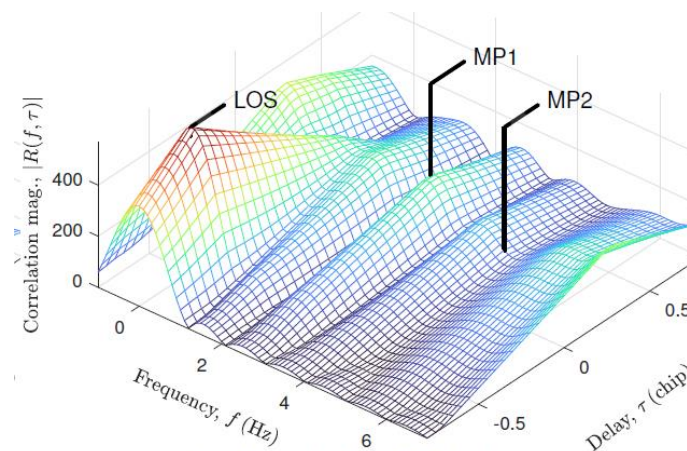 MP1
LOS
MP2
Correlation mag., |R(f, τ)|
400
200
0
0
2
4
6
Frequency, f (Hz)
-0.5
0
0.5
Delay, τ (chip)